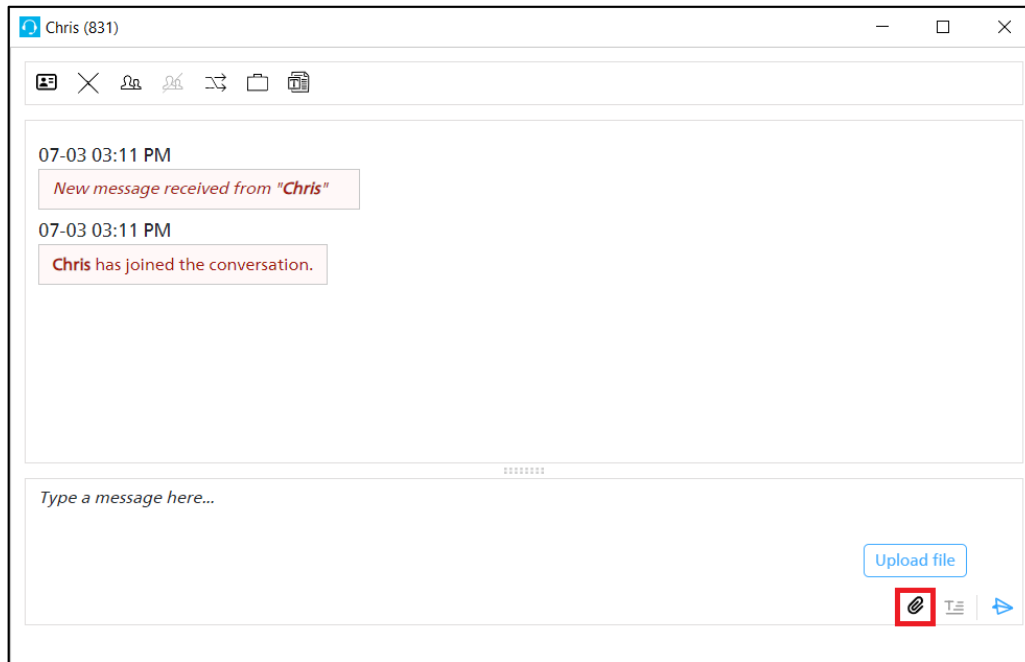 Chris (831)
07-03 03:11 PM
New message received from "Chris"
07-03 03:11 PM
Chris has joined the conversation.
Type a message here...
Upload file